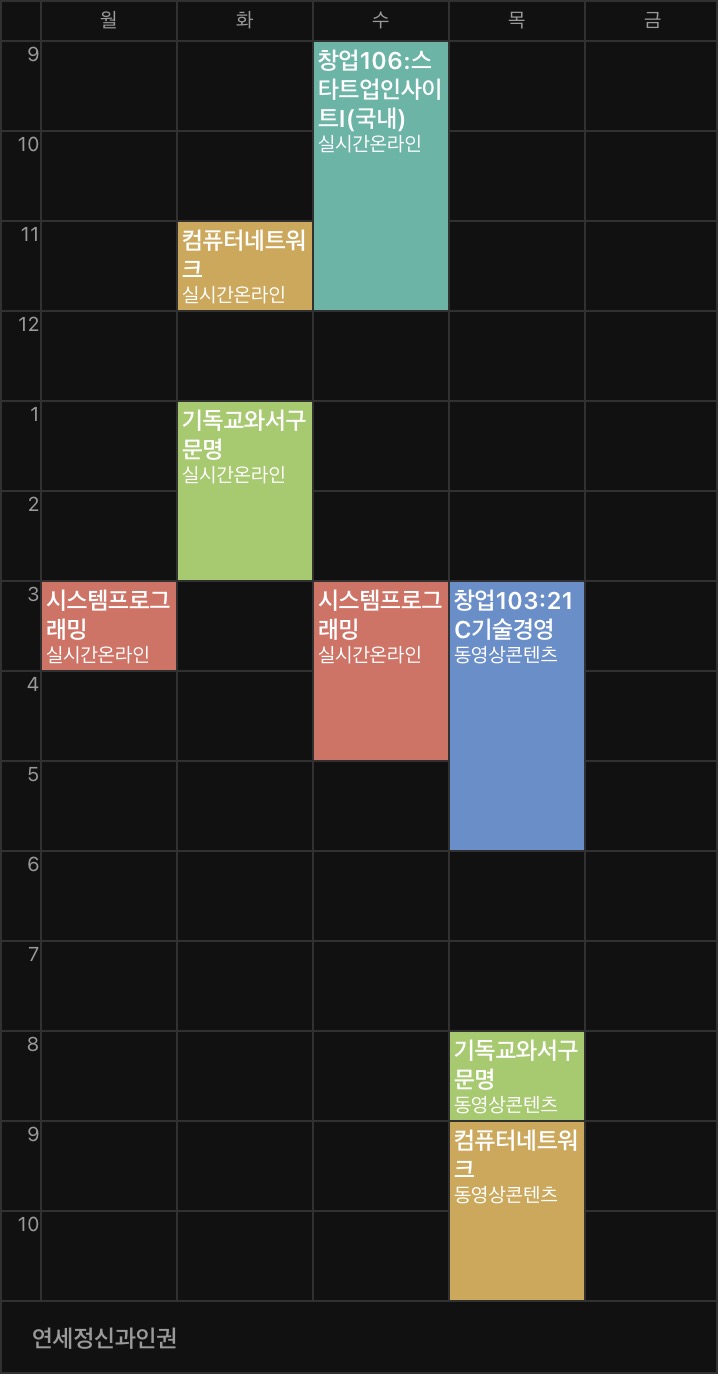 월 화 수 목 금
9
창업106:스
타트업인사이
트I(국내)
실시간온라인
10
11
컴퓨터네트워
크
실시간온라인
12
1
기독교와서구
문명
실시간온라인
2
3
시스템프로그
래밍
실시간온라인
시스템프로그
래밍
실시간온라인
창업103:21
C기술경영
동영상콘텐츠
4
5
6
7
8
기독교와서구
문명
동영상콘텐츠
9
컴퓨터네트워
크
동영상콘텐츠
10
연세정신과인권